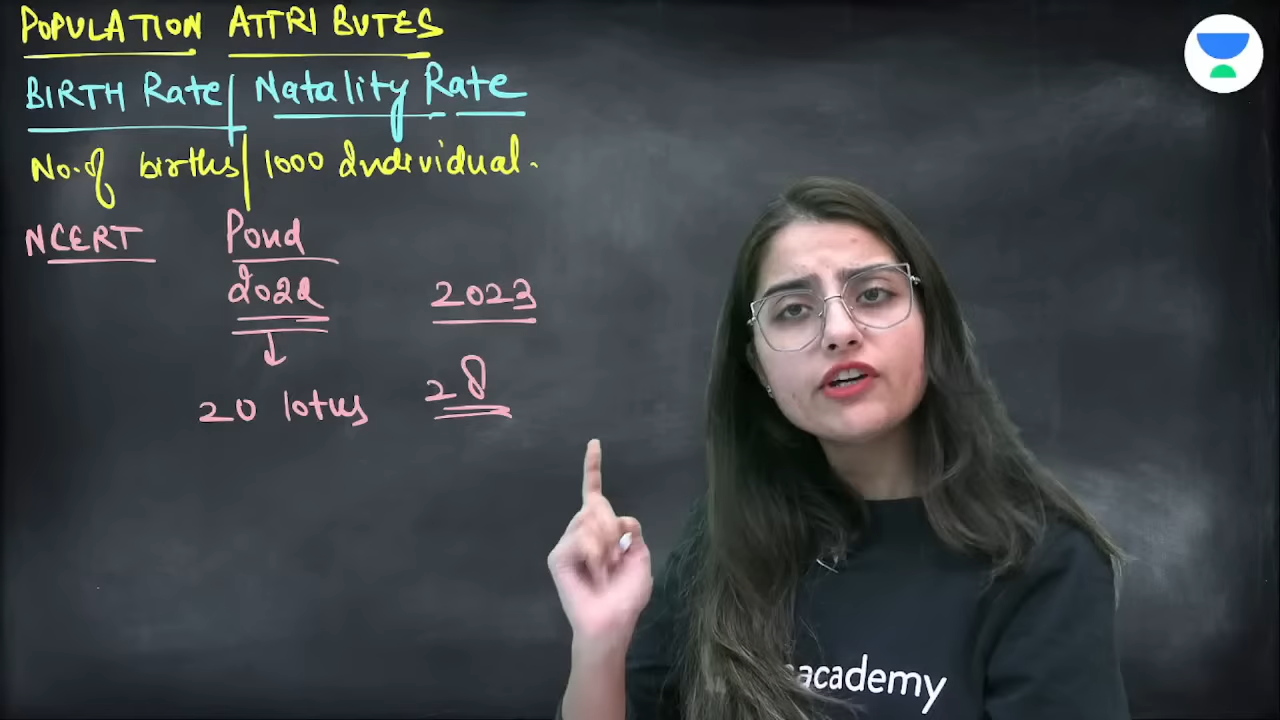 POPULATION ATTRIBUTES
BIRTH Rate | Natality Rate
No. of births | 1000 Individual.
NCERT Pond
2022 2023
↓
20 lotus 28
academy